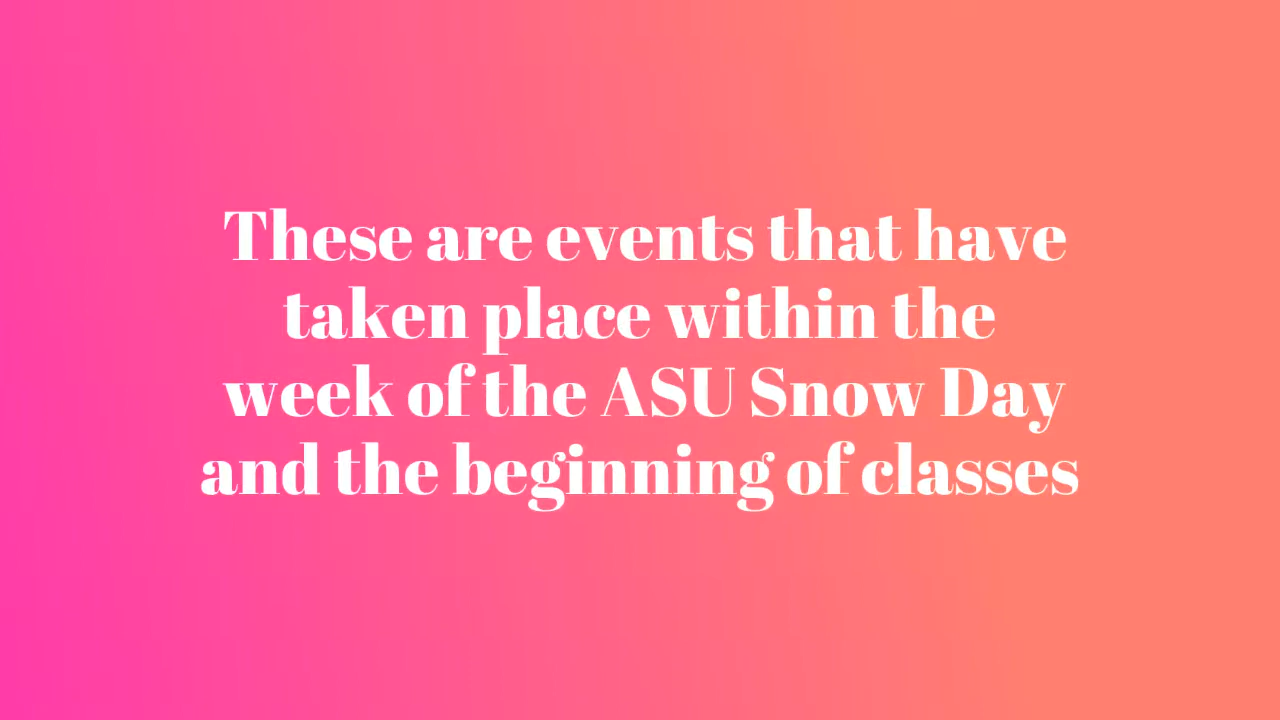 These are events that have
taken place within the
week of the ASU Snow Day
and the beginning of classes